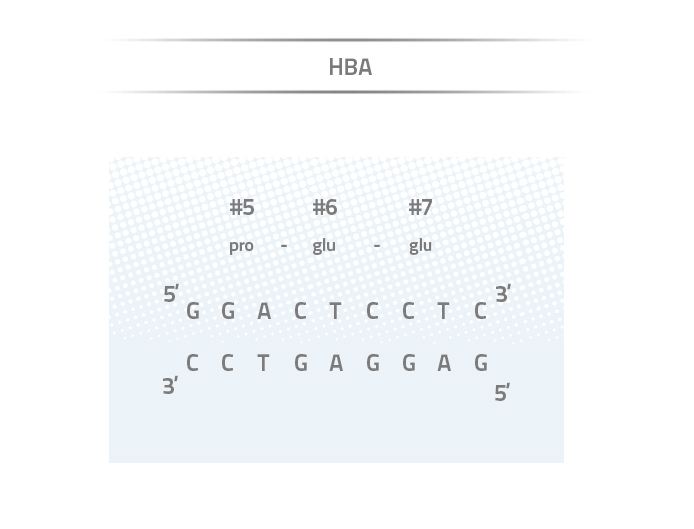 HBA
#5 #6 #7
pro - glu - glu
5' G G A C T C C T C 3'
C C T G A G G A G
3' 5'